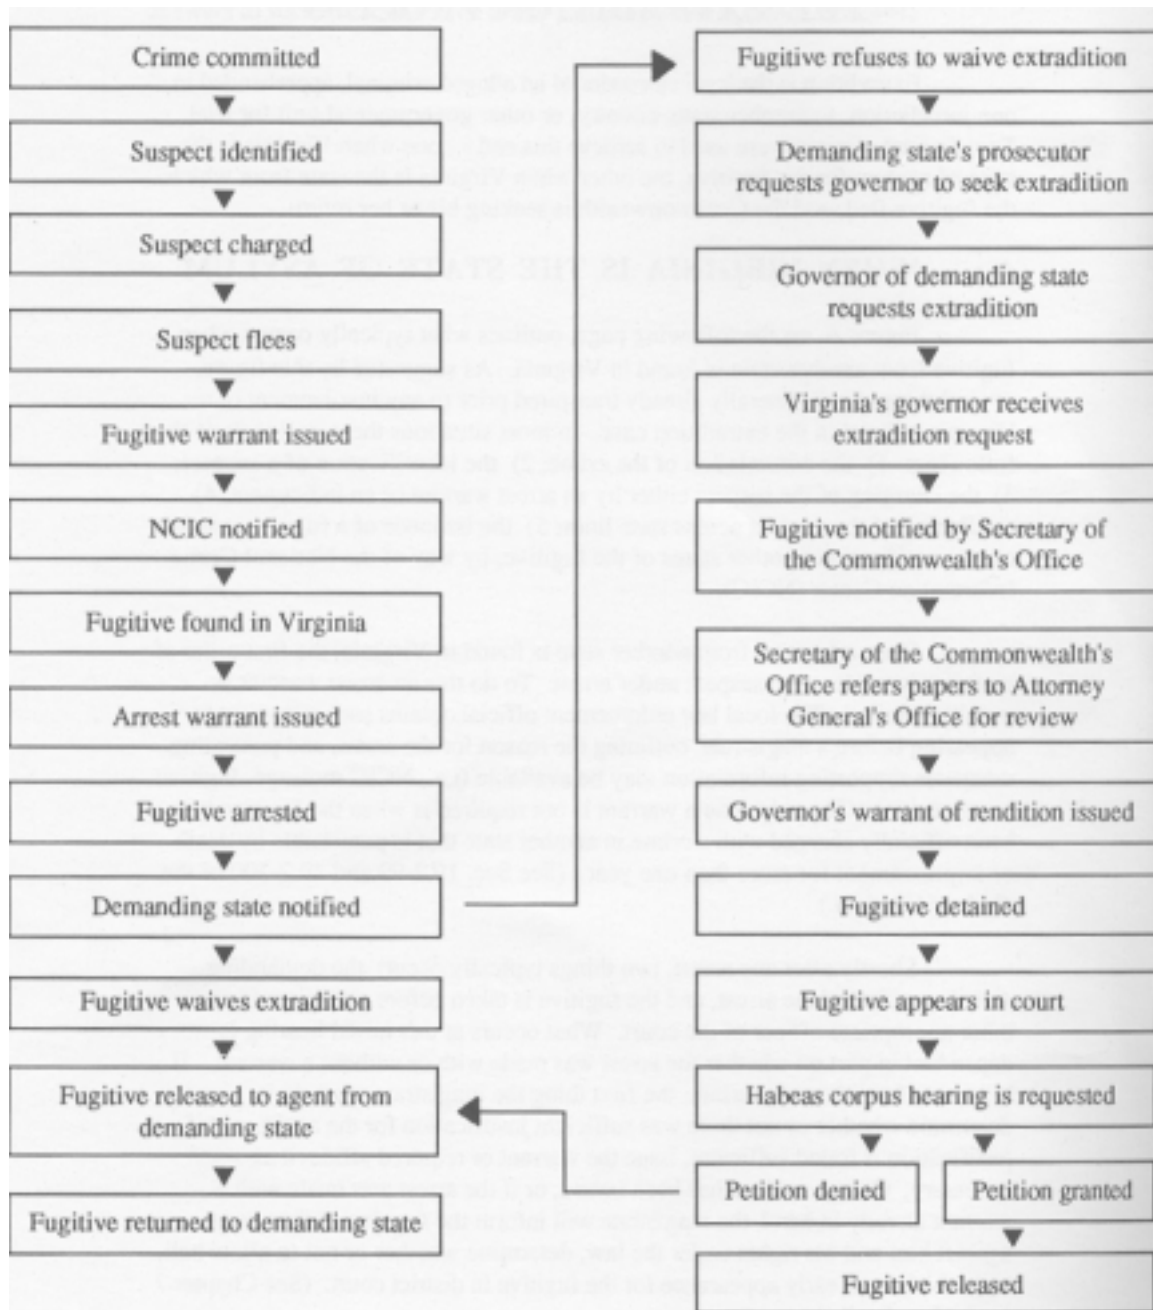 Crime committed
Suspect identified
Suspect charged
Suspect flees
Fugitive warrant issued
NCIC notified
Fugitive found in Virginia
Arrest warrant issued
Fugitive arrested
Demanding state notified
Fugitive waives extradition
Fugitive released to agent from
demanding state
Fugitive returned to demanding state
Fugitive refuses to waive extradition
Demanding state's prosecutor
requests governor to seek extradition
Governor of demanding state
requests extradition
Virginia's governor receives
extradition request
Fugitive notified by Secretary of
the Commonwealth's Office
Secretary of the Commonwealth's
Office refers papers to Attorney
General's Office for review
Governor's warrant of rendition issued
Fugitive detained
Fugitive appears in court
Habeas corpus hearing is requested
Petition denied
Petition granted
Fugitive released